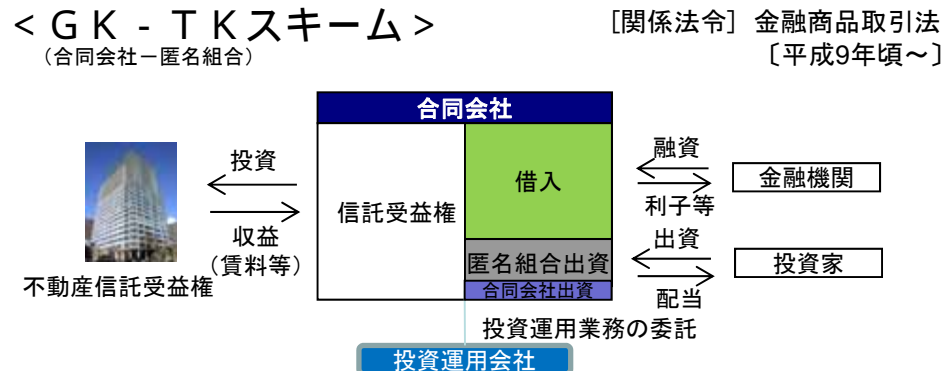 <GK-TKスキーム>
(合同会社－匿名組合)
[関係法令] 金融商品取引法
〔平成9年頃～〕
合同会社
投資
収益
(賃料等)
不動産信託受益権
信託受益権
借入
匿名組合出資
合同会社出資
融資
利子等
金融機関
出資
配当
投資家
投資運用業務の委託
投資運用会社